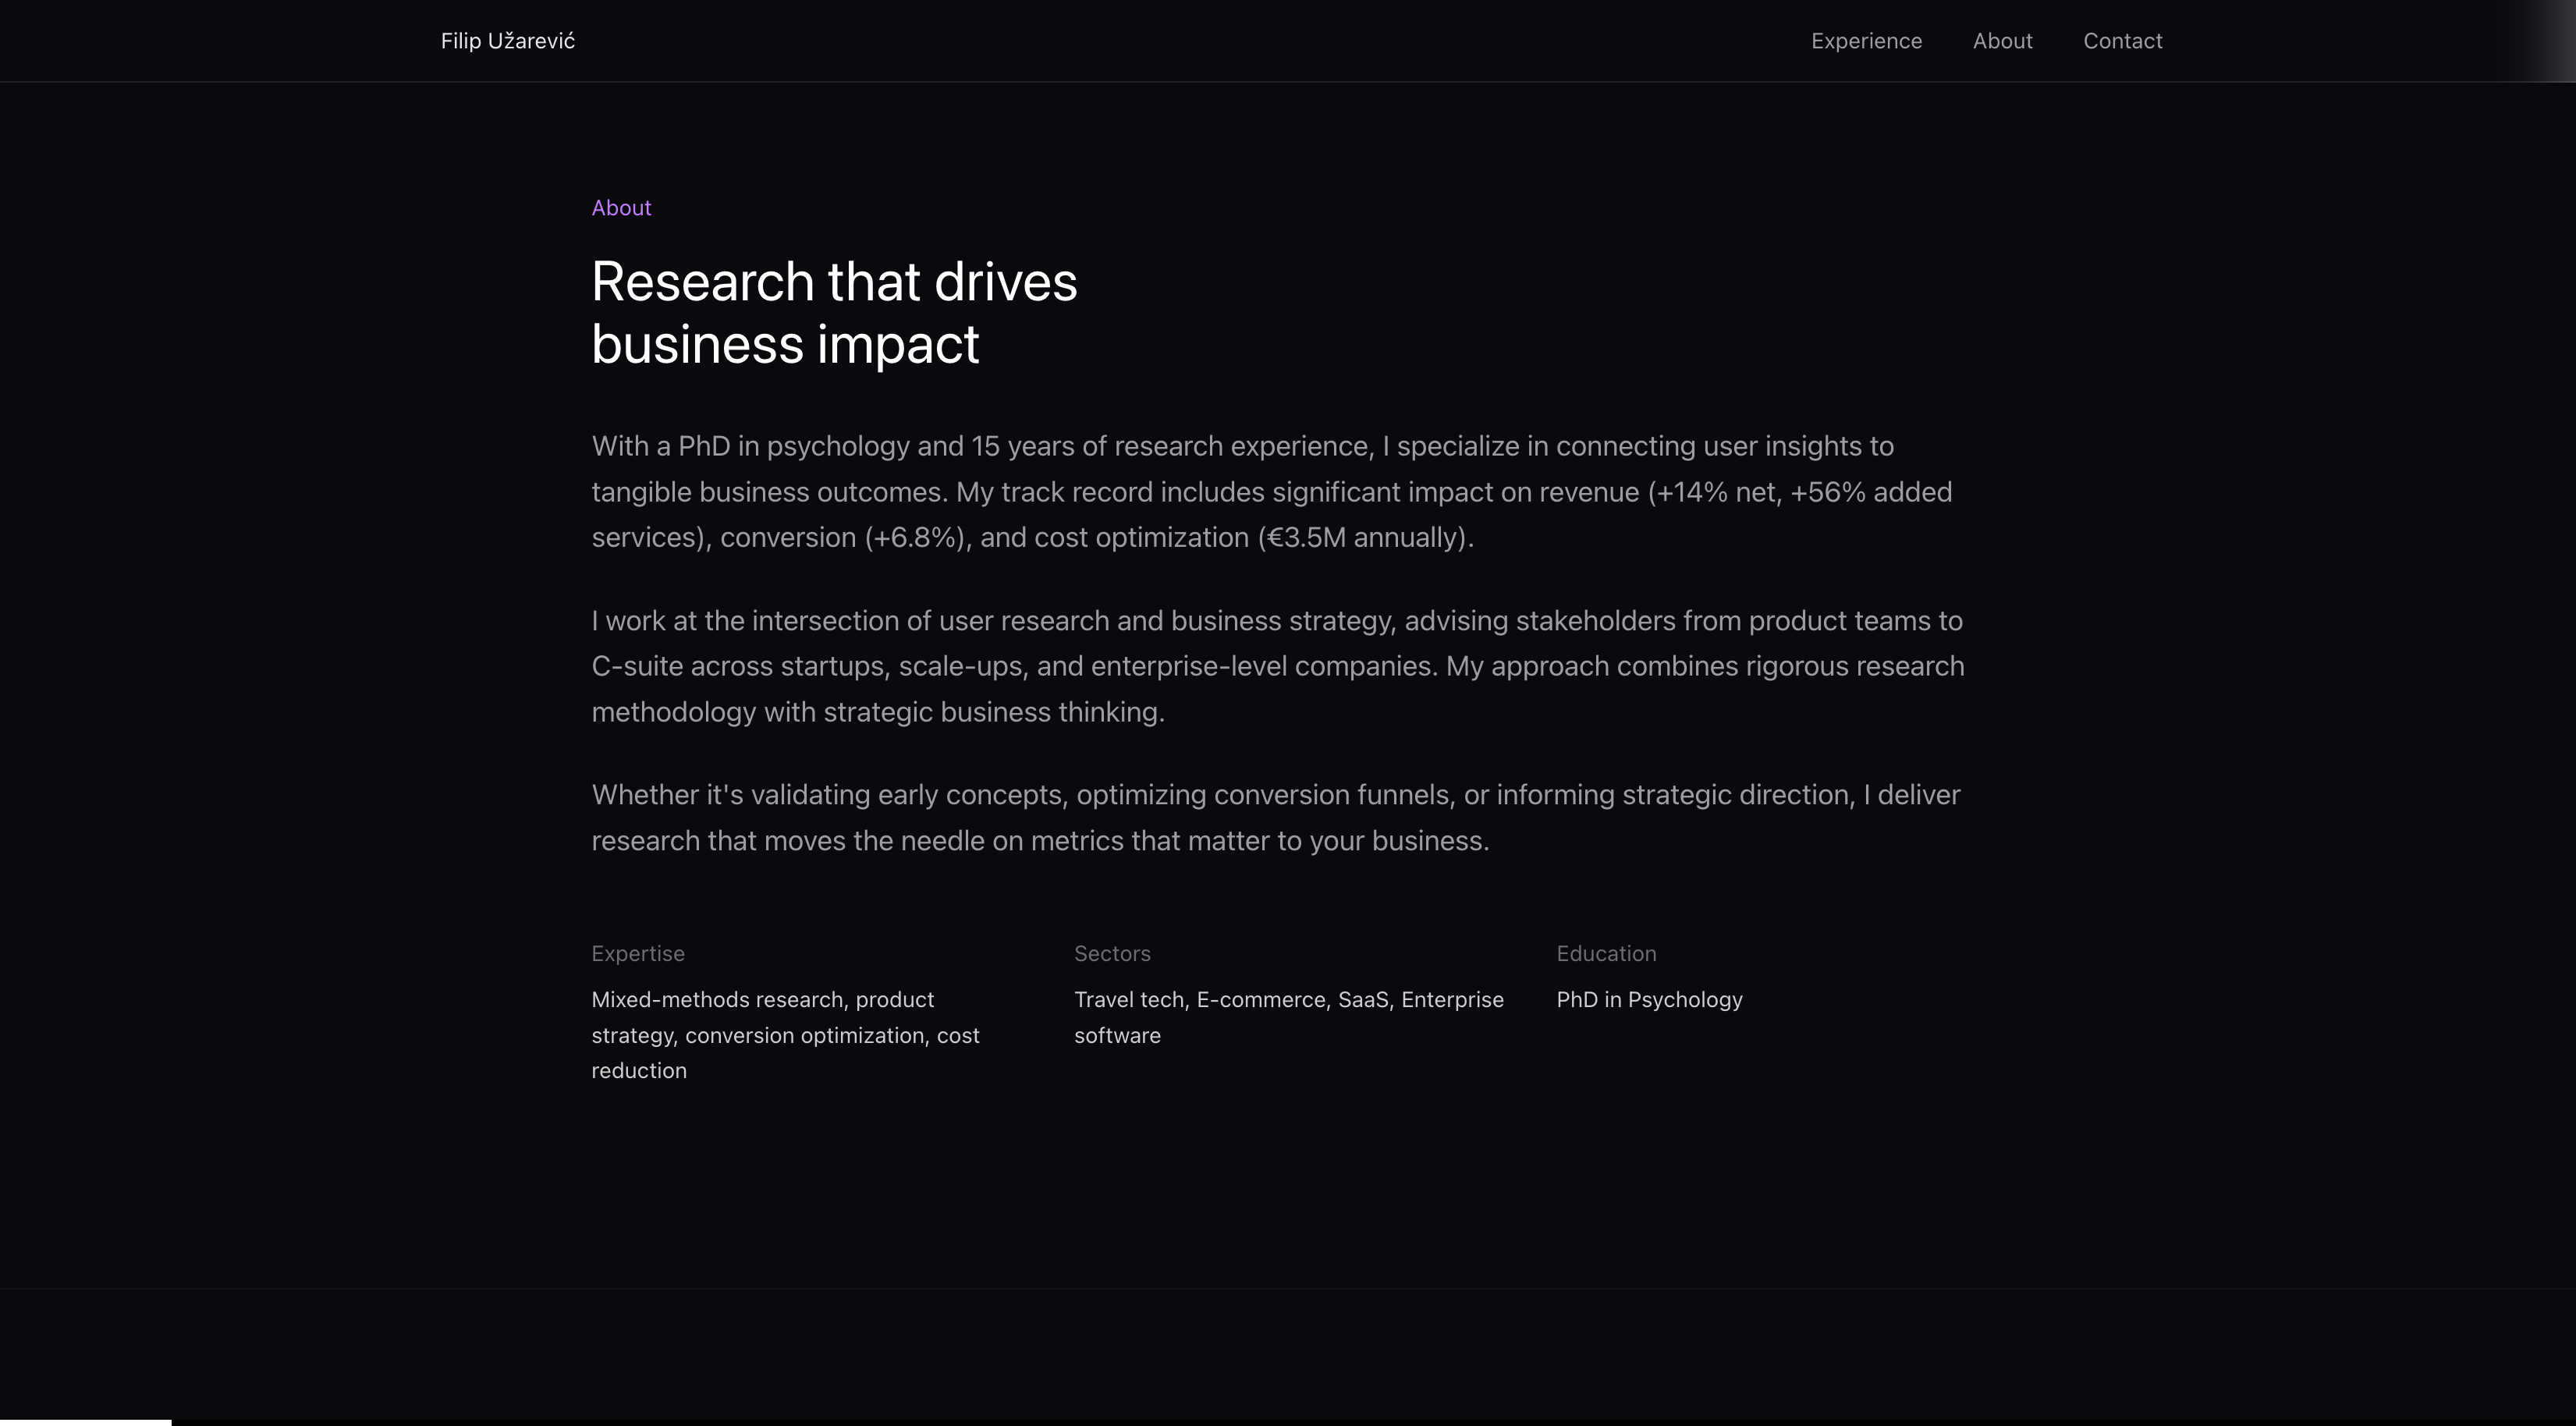 Filip Užarević
Experience
About
Contact
About
Research that drives
business impact
With a PhD in psychology and 15 years of research experience, I specialize in connecting user insights to
tangible business outcomes. My track record includes significant impact on revenue (+14% net, +56% added
services), conversion (+6.8%), and cost optimization (€3.5M annually).
I work at the intersection of user research and business strategy, advising stakeholders from product teams to
C-suite across startups, scale-ups, and enterprise-level companies. My approach combines rigorous research
methodology with strategic business thinking.
Whether it's validating early concepts, optimizing conversion funnels, or informing strategic direction, I deliver
research that moves the needle on metrics that matter to your business.
Expertise
Mixed-methods research, product
strategy, conversion optimization, cost
reduction
Sectors
Travel tech, E-commerce, SaaS, Enterprise
software
Education
PhD in Psychology